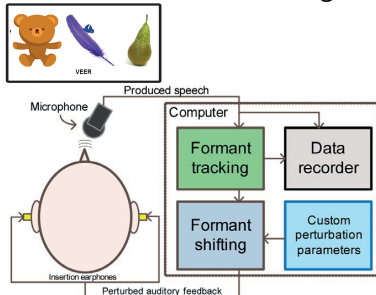 VEER
Produced speech
Microphone
Computer
Formant
tracking
Data
recorder
Formant
shifting
Custom
perturbation
parameters
Insertion earphones
Perturbed auditory feedback